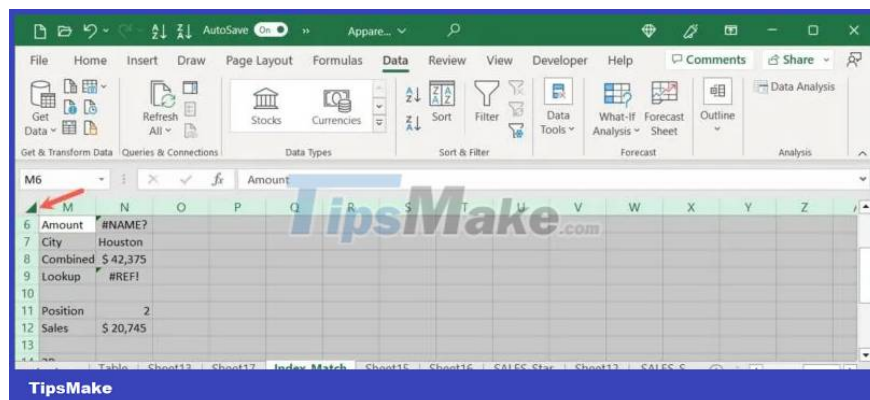 AutoSave On Appare...
File Home Insert Draw Page Layout Formulas Data Review View Developer Help Comments Share
Get Data Refresh All Stocks Currencies Sort Filter Data Tools What-If Analysis Forecast Sheet Outline Data Analysis
Get & Transform Data Queries & Connections Data Types Sort & Filter Forecast Analysis
M6 fx Amount
M N O P Q R S T U V W X Y Z
TipsMake.com
6 Amount #NAME?
7 City Houston
8 Combined $ 42,375
9 Lookup #REF!
10
11 Position 2
12 Sales $ 20,745
13
Table Sheet13 Sheet17 Index_Match Sheet15 Sheet16 SALES_Star Sheet12
TipsMake